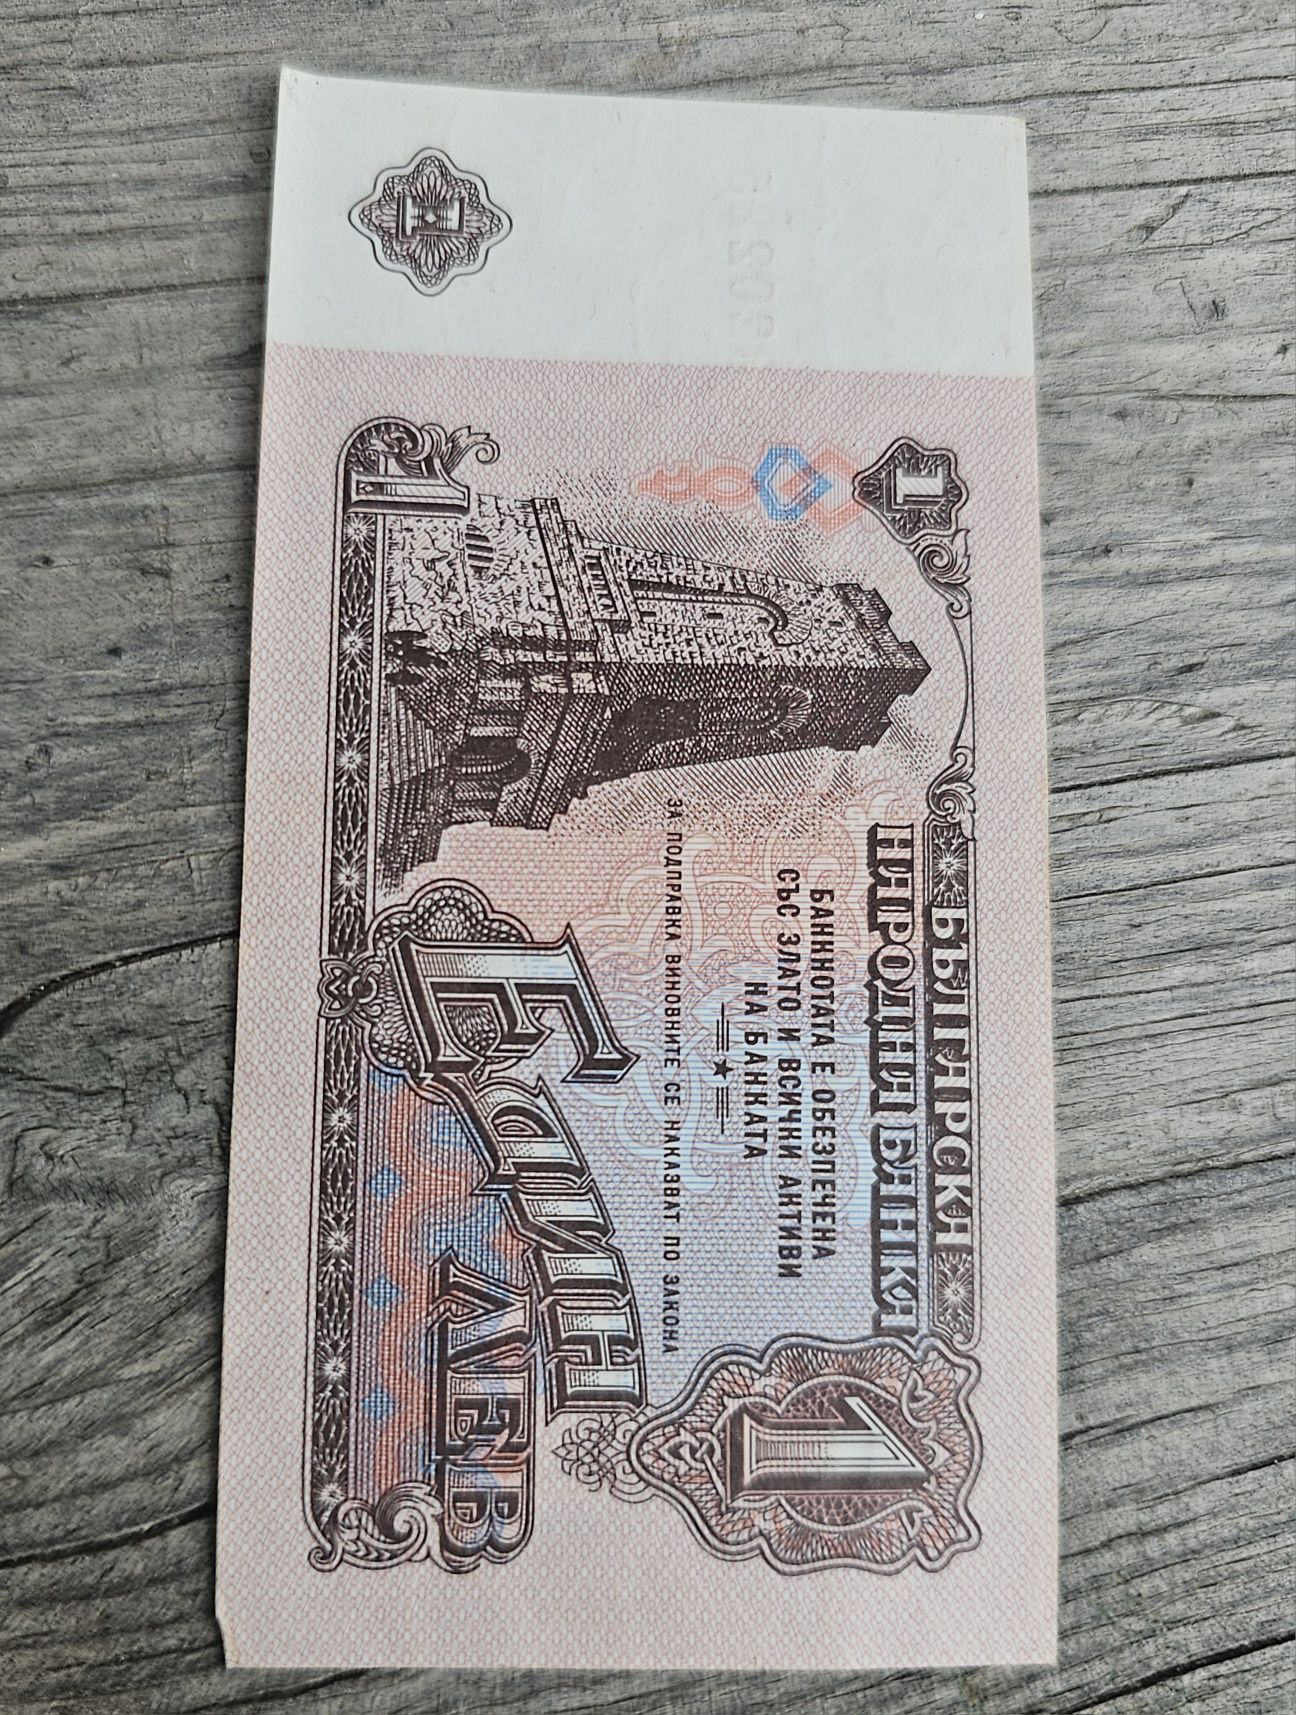 1
1
1
БЪЛГАРСКА
НАРОДНА БАНКА
БАНКНОТАТА Е ОБЕЗПЕЧЕНА
СЪС ЗЛАТО И ВСИЧКИ АКТИВИ
НА БАНКАТА
ЗА ПОДПРАВКА ВИНОВНИТЕ СЕ НАКАЗВАТ ПО ЗАКОНА
1
ЕДИН
ЛЕВ